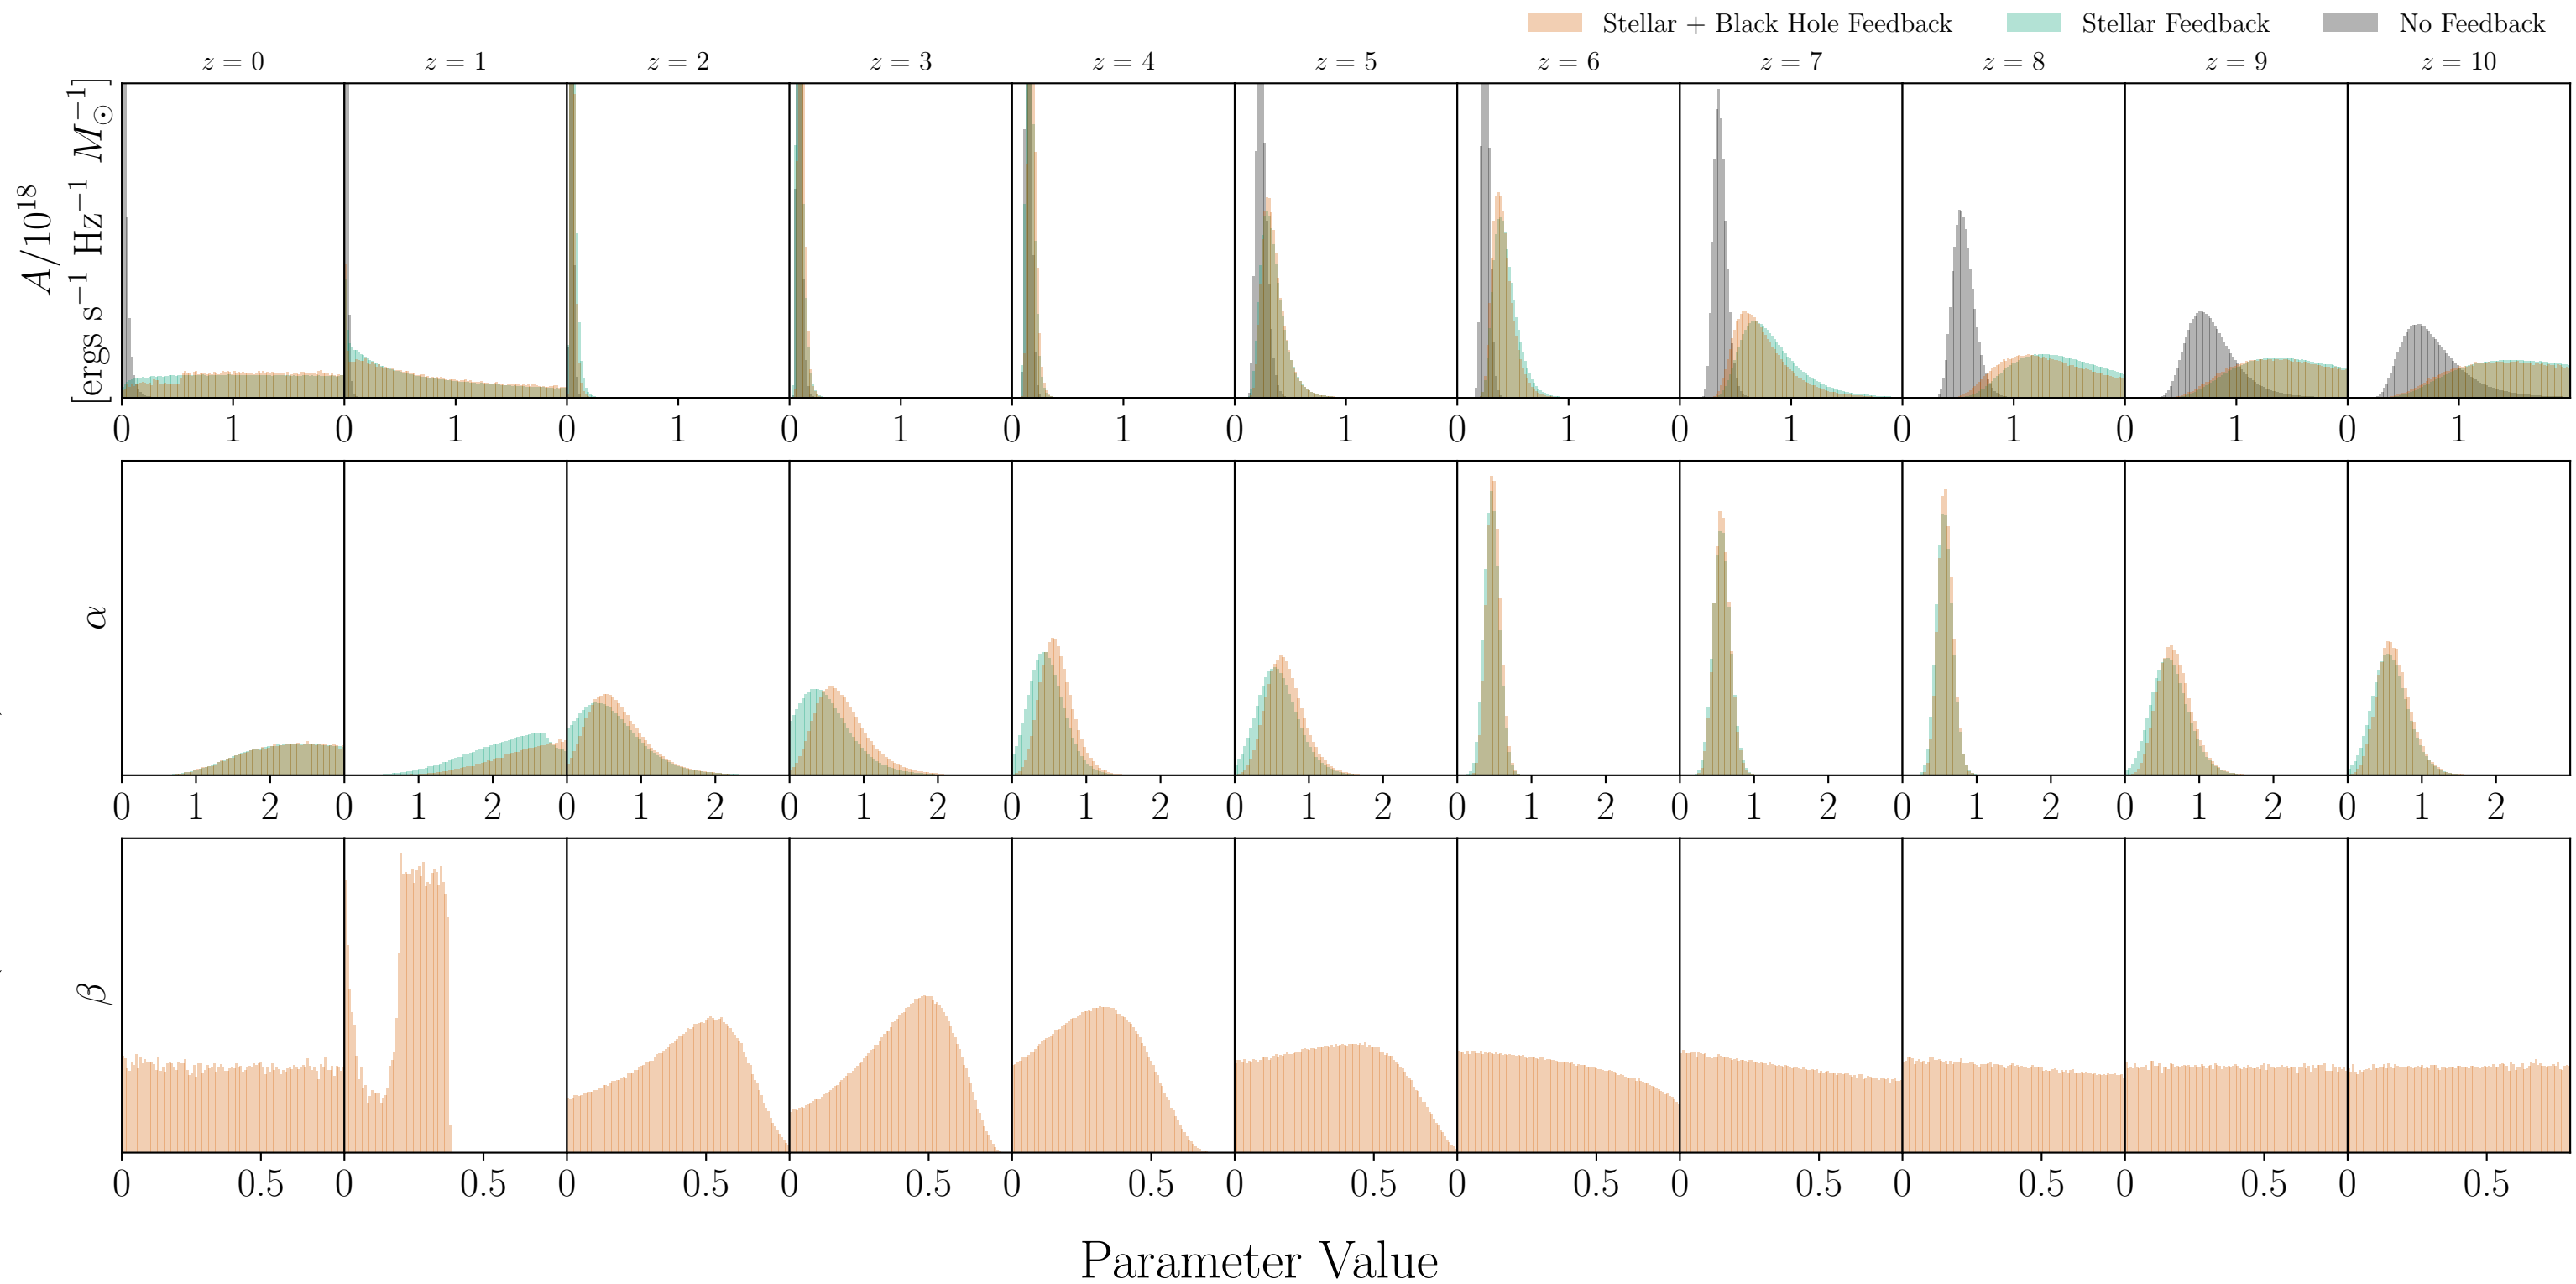 Stellar + Black Hole Feedback Stellar Feedback No Feedback
z = 0 z = 1 z = 2 z = 3 z = 4 z = 5 z = 6 z = 7 z = 8 z = 9 z = 10
A/10^18
[ergs s^−1 Hz^−1 M_⊙^−1]
0 1 0 1 0 1 0 1 0 1 0 1 0 1 0 1 0 1 0 1 0 1
α
0 1 2 0 1 2 0 1 2 0 1 2 0 1 2 0 1 2 0 1 2 0 1 2 0 1 2 0 1 2 0 1 2
β
0 0.5 0 0.5 0 0.5 0 0.5 0 0.5 0 0.5 0 0.5 0 0.5 0 0.5 0 0.5 0 0.5
Parameter Value